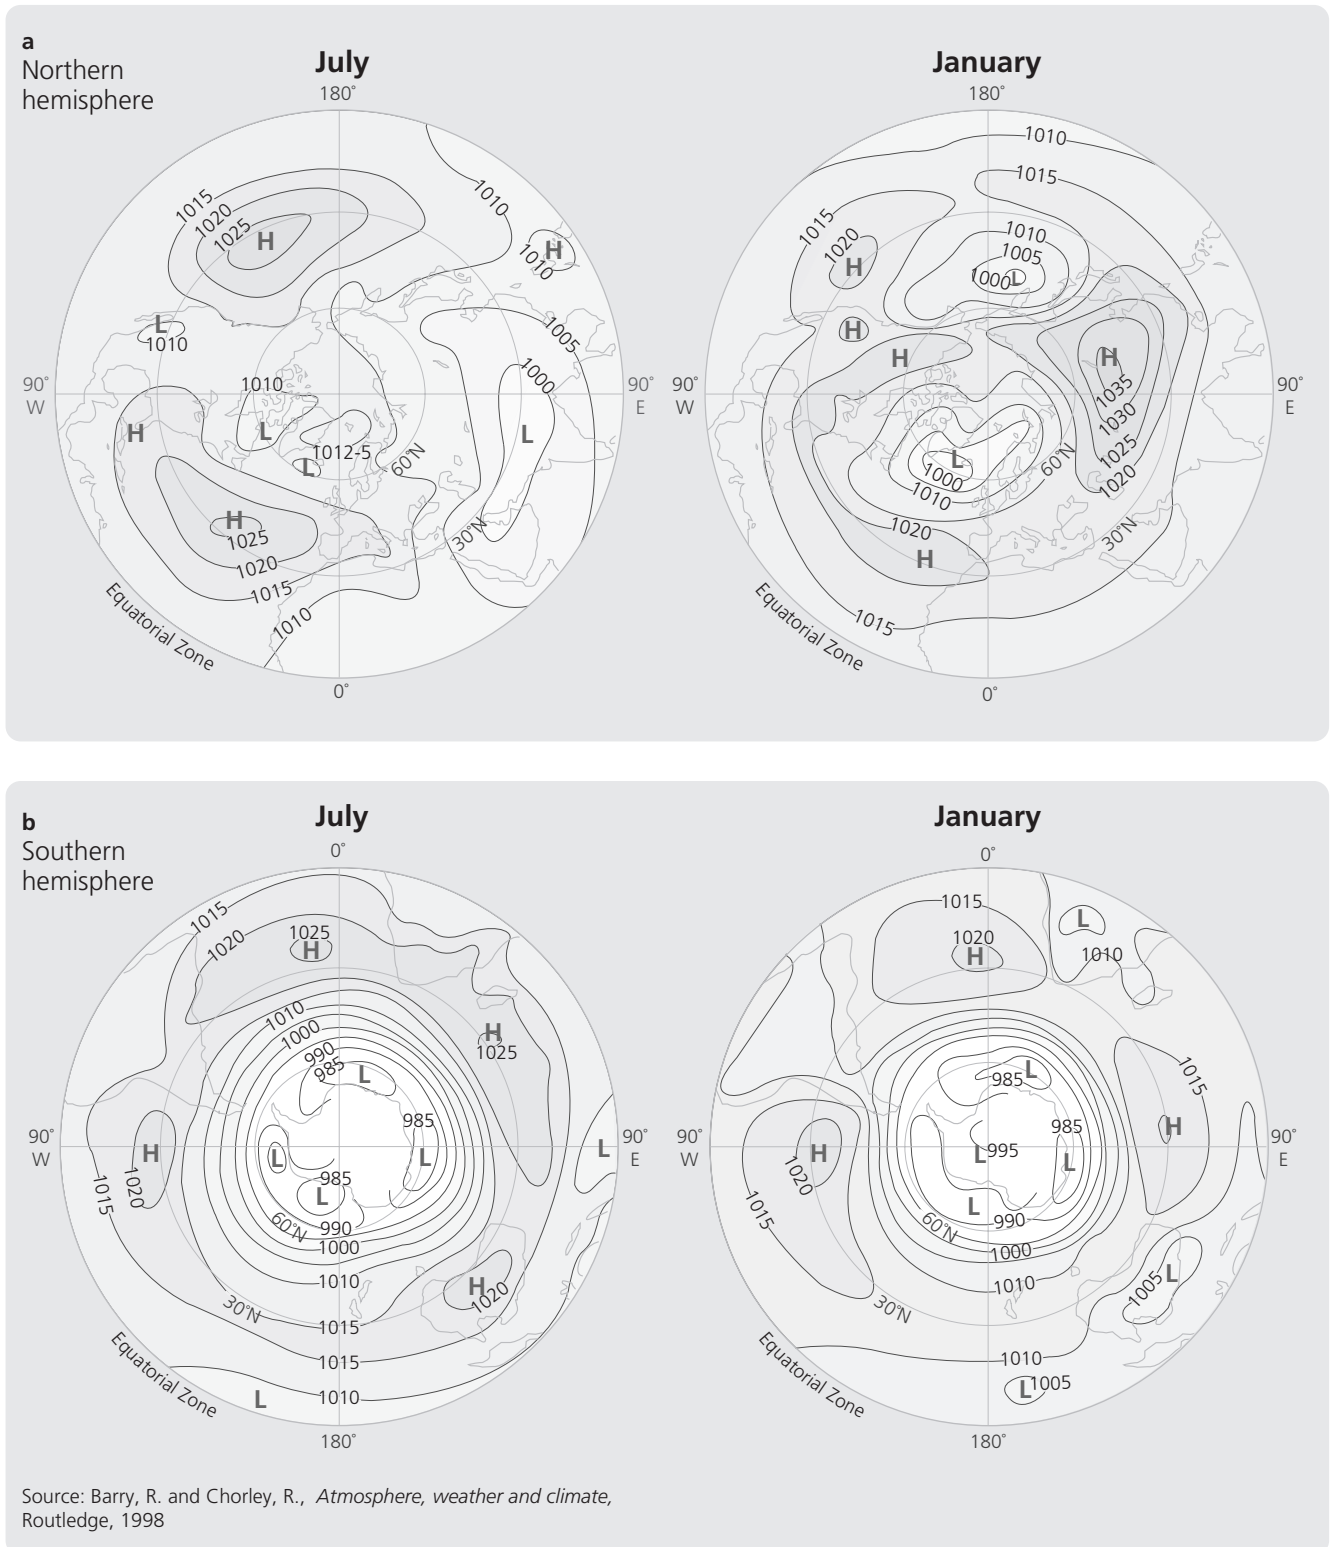 a
Northern
hemisphere
July
180°
1015
1020
1025
H
1010
H
1010
L
1010
1005
1000
90°
W
90°
E
1010
H
L
L
1012-5
L
60°N
H
1025
1020
1015
30°N
1010
Equatorial Zone
0°
January
180°
1010
1015
1015
1020
H
1010
1005
1000
L
H
H
H
1035
1030
1025
1020
90°
W
90°
E
L
1000
1010
60°N
1020
H
30°N
1015
Equatorial Zone
0°
b
Southern
hemisphere
July
0°
1015
1020
1025
H
1010
1000
990
985
L
H
1025
985
90°
W
90°
E
H
L
L
L
985
L
1020
1015
60°N
990
1000
1010
H
1020
30°N
1015
1015
1010
L
Equatorial Zone
180°
January
0°
1015
1020
H
L
1010
985
L
1015
985
H
90°
W
90°
E
H
L
995
L
1020
1015
L
990
60°N
1000
1010
L
1005
30°N
1010
L
1005
Equatorial Zone
180°
Source: Barry, R. and Chorley, R., Atmosphere, weather and climate,
Routledge, 1998